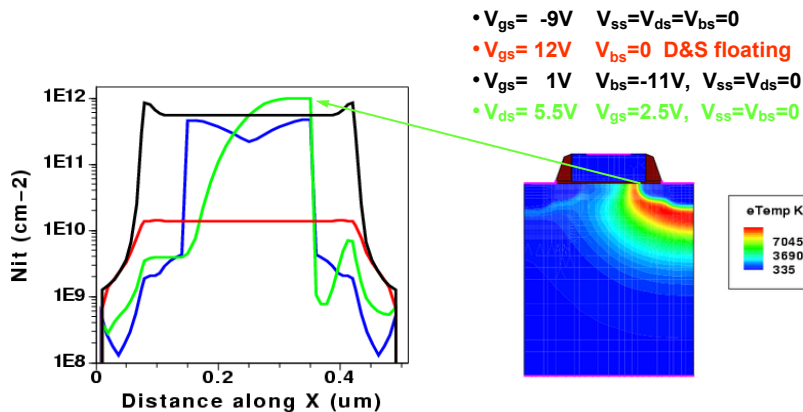 • Vgs= -9V Vss=Vds=Vbs=0
• Vgs= 12V Vbs=0 D&S floating
• Vgs= 1V Vbs=-11V, Vss=Vds=0
• Vds= 5.5V Vgs=2.5V, Vss=Vbs=0
Nit (cm-2)
1E12
1E11
1E10
1E9
1E8
0
0.2
0.4
Distance along X (um)
eTemp K
7045
3690
335